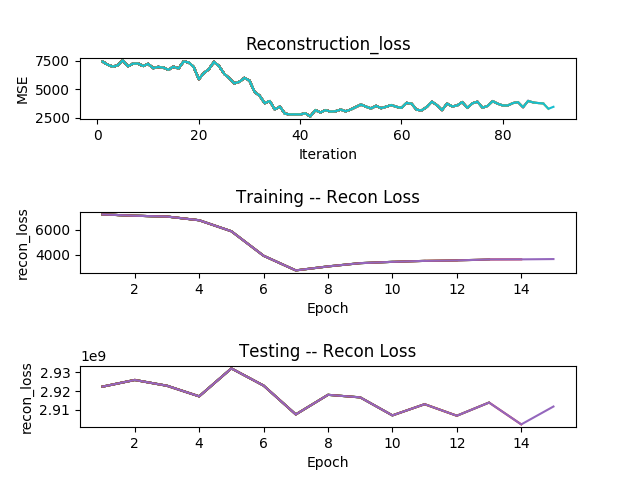 Reconstruction_loss
7500
5000
2500
MSE
0 20 40 60 80
Iteration
Training -- Recon Loss
6000
4000
recon_loss
2 4 6 8 10 12 14
Epoch
Testing -- Recon Loss
1e9
2.93
2.92
2.91
recon_loss
2 4 6 8 10 12 14
Epoch